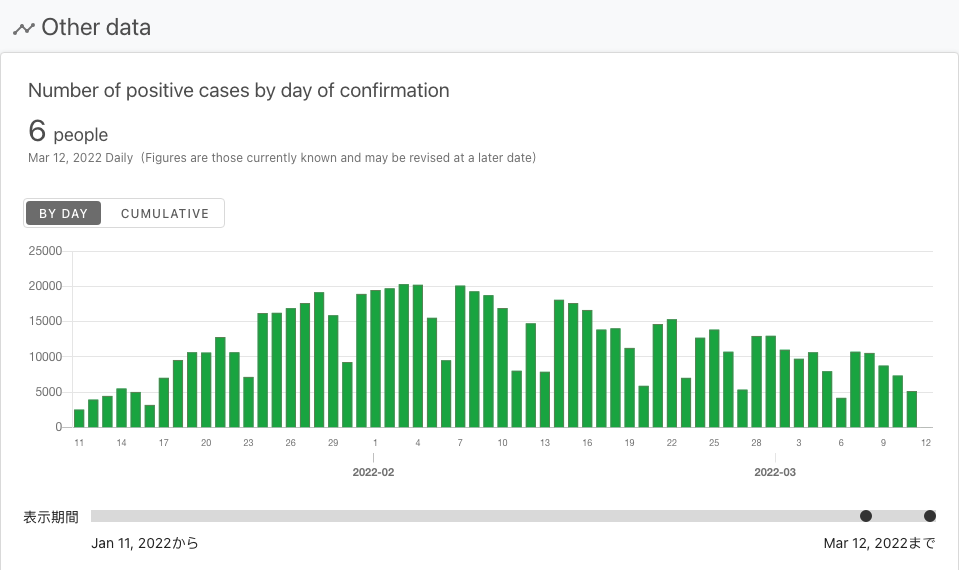 Other data
Number of positive cases by day of confirmation
6 people
Mar 12, 2022 Daily (Figures are those currently known and may be revised at a later date)
BY DAY CUMULATIVE
25000
20000
15000
10000
5000
0
11 14 17 20 23 26 29 1 4 7 10 13 16 19 22 25 28 3 6 9 12
2022-02 2022-03
表示期間
Jan 11, 2022から Mar 12, 2022まで